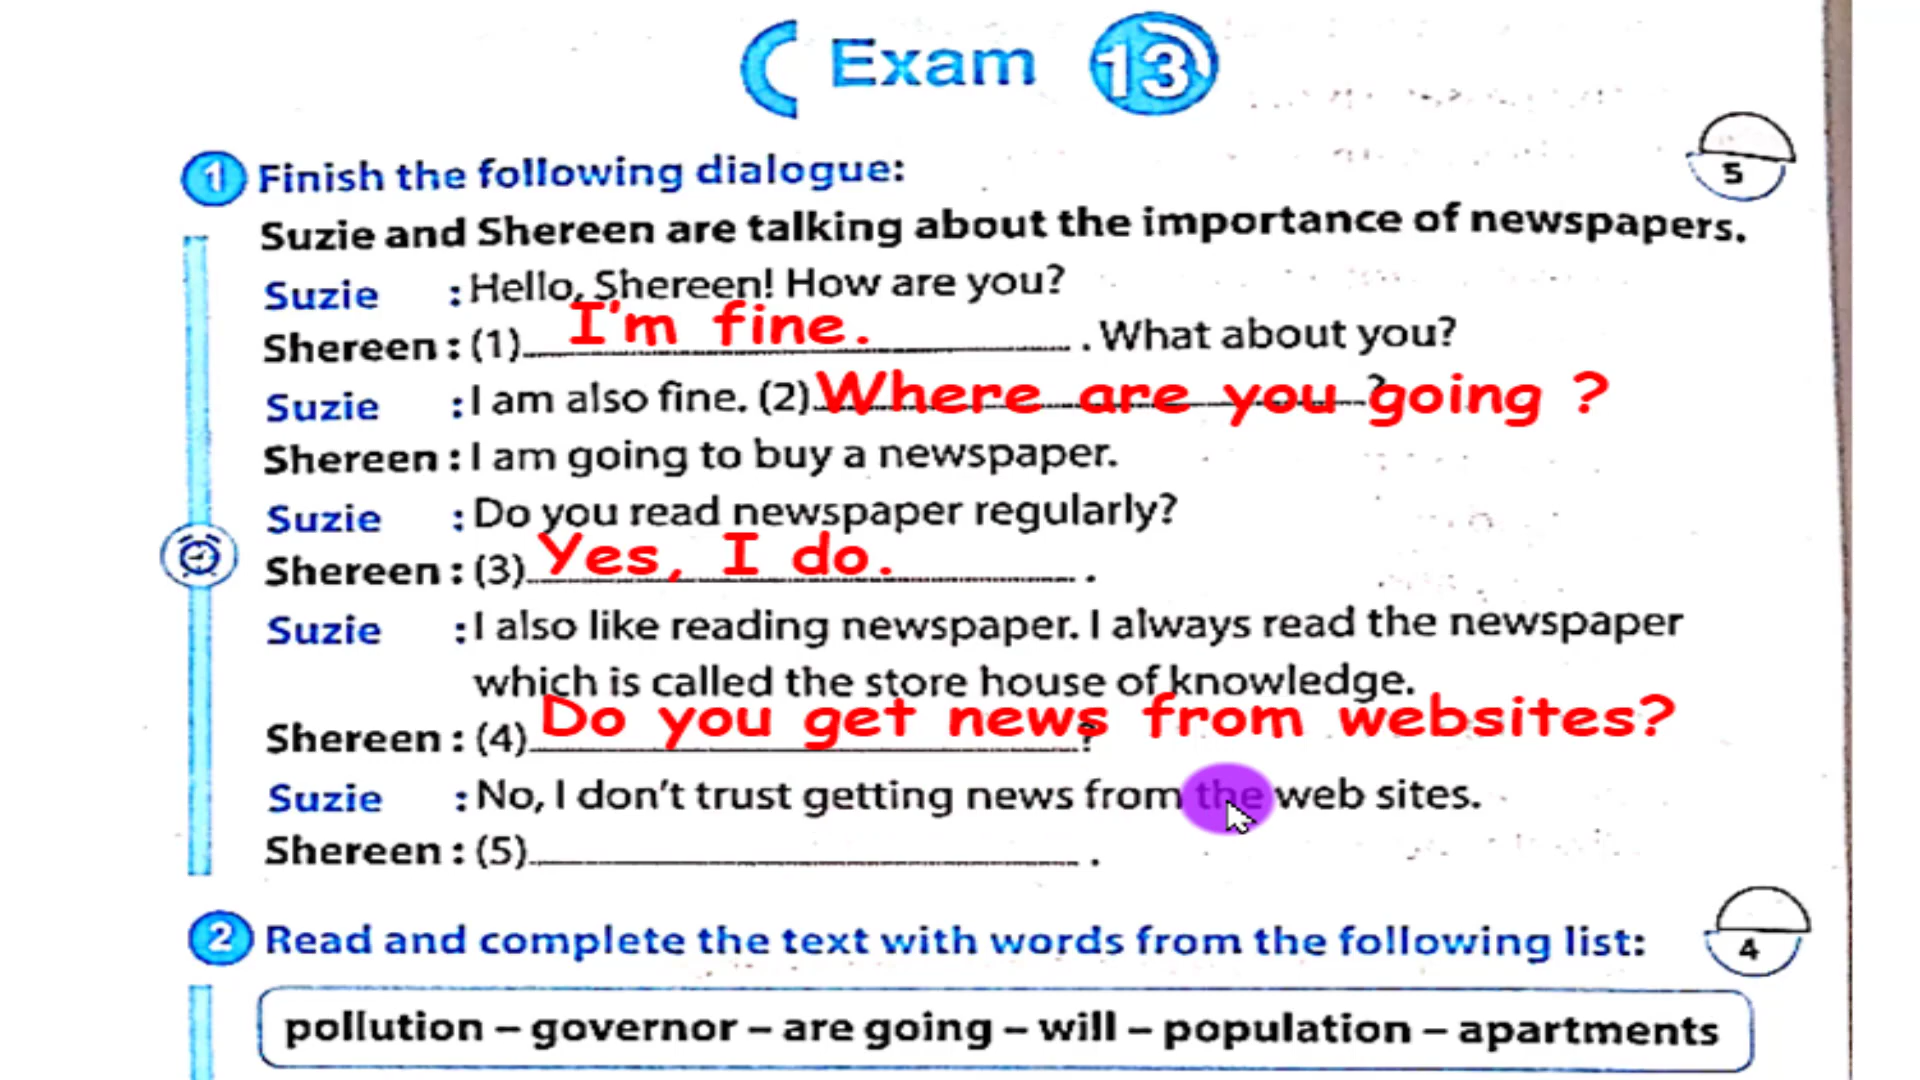 Exam 13
1 Finish the following dialogue:
5
Suzie and Shereen are talking about the importance of newspapers.
Suzie : Hello, Shereen! How are you?
Shereen : (1) I'm fine. . What about you?
Suzie : I am also fine. (2) Where are you going ? ?
Shereen : I am going to buy a newspaper.
Suzie : Do you read newspaper regularly?
Shereen : (3) Yes, I do. .
Suzie : I also like reading newspaper. I always read the newspaper
which is called the store house of knowledge.
Shereen : (4) Do you get news from websites? ?
Suzie : No, I don't trust getting news from the web sites.
Shereen : (5) .
2 Read and complete the text with words from the following list:
4
pollution – governor – are going – will – population – apartments